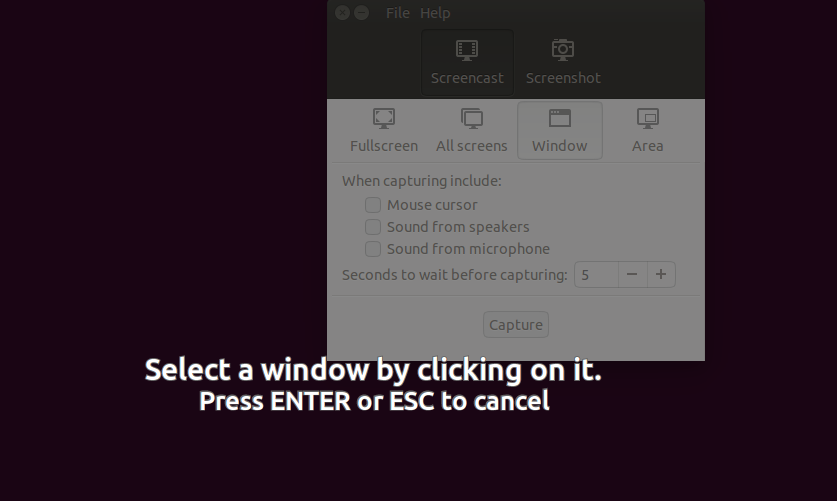 File Help
Screencast Screenshot
Fullscreen All screens Window Area
When capturing include:
Mouse cursor
Sound from speakers
Sound from microphone
Seconds to wait before capturing: 5 − +
Capture
Select a window by clicking on it.
Press ENTER or ESC to cancel